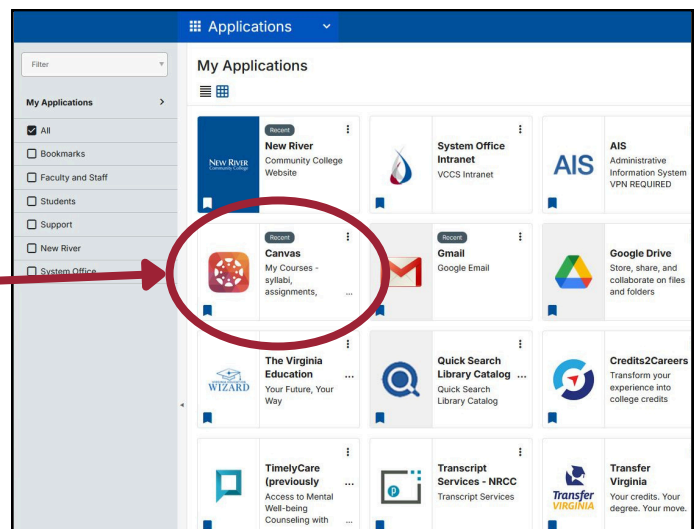 Applications
Filter
My Applications
All
Bookmarks
Faculty and Staff
Students
Support
New River
System Office
My Applications
NEW RIVER
Community College
Recent
New River
Community College
Website
System Office
Intranet
VCCS Intranet
AIS
AIS
Administrative
Information System
VPN REQUIRED
Recent
Canvas
My Courses -
syllabi,
assignments, ...
Recent
Gmail
Google Email
Google Drive
Store, share, and
collaborate on files
and folders
WIZARD
The Virginia
Education ...
Your Future, Your
Way
Quick Search
Library Catalog ...
Quick Search
Library Catalog
Credits2Careers
Transform your
experience into
college credits
TimelyCare
(previously ...
Access to Mental
Well-being
Counseling with ...
p
Transcript
Services - NRCC
Transcript Services
Transfer
VIRGINIA
Transfer
Virginia
Your credits. Your
degree. Your move.